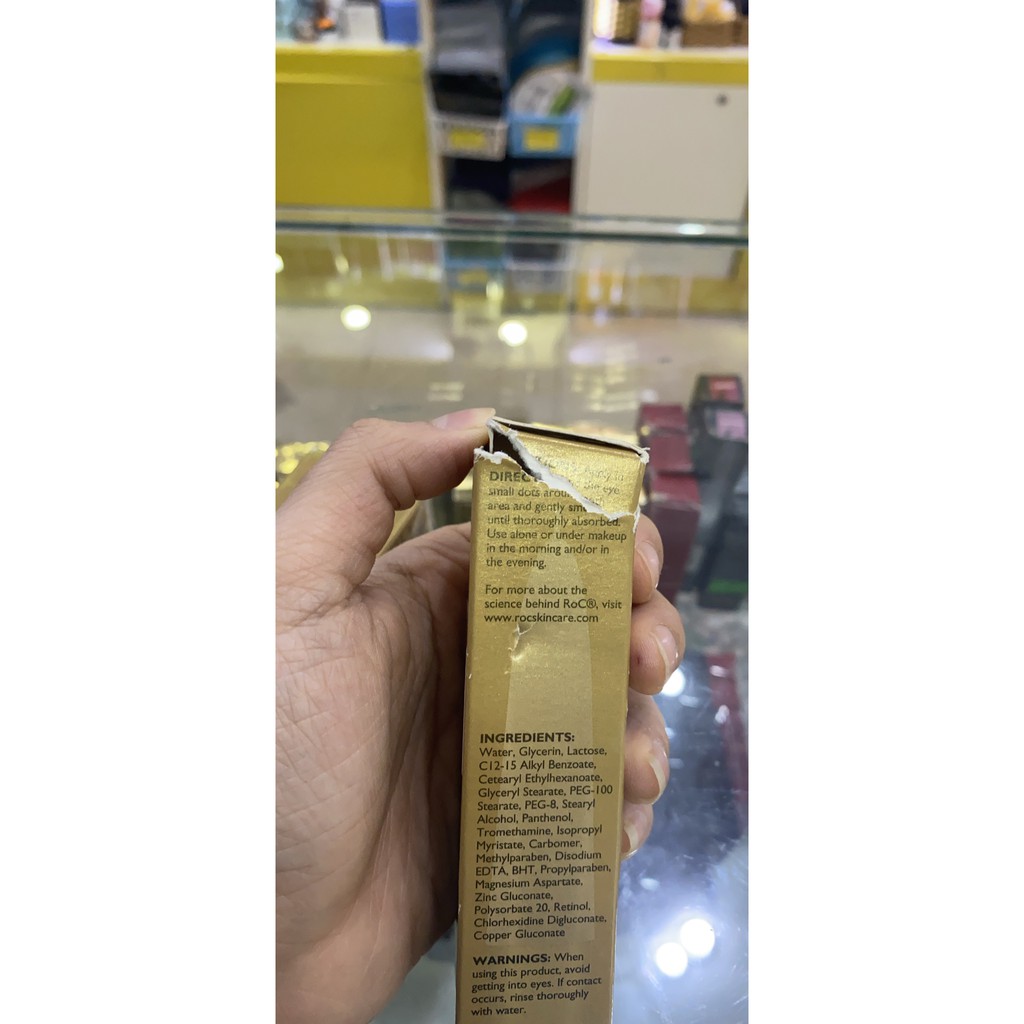 DIRECT
small dots arou
area and gently smo
until thoroughly absorbed.
Use alone or under makeup
in the morning and/or in
the evening.
For more about the
science behind RoC®, visit
www.rocskincare.com
INGREDIENTS:
Water, Glycerin, Lactose,
C12-15 Alkyl Benzoate,
Cetearyl Ethylhexanoate,
Glyceryl Stearate, PEG-100
Stearate, PEG-8, Stearyl
Alcohol, Panthenol,
Tromethamine, Isopropyl
Myristate, Carbomer,
Methylparaben, Disodium
EDTA, BHT, Propylparaben,
Magnesium Aspartate,
Zinc Gluconate,
Polysorbate 20, Retinol,
Chlorhexidine Digluconate,
Copper Gluconate
WARNINGS: When
using this product, avoid
getting into eyes. If contact
occurs, rinse thoroughly
with water.